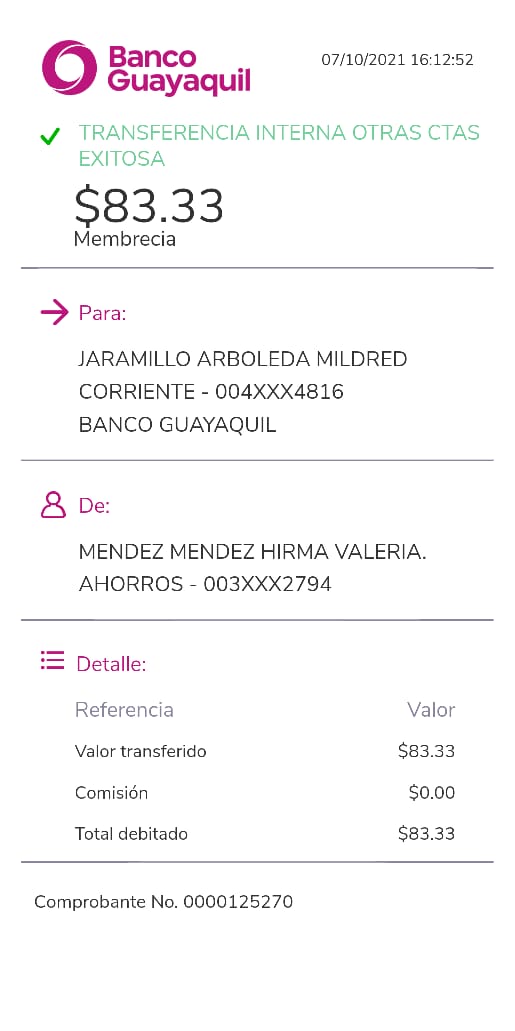 Banco
Guayaquil
07/10/2021 16:12:52
TRANSFERENCIA INTERNA OTRAS CTAS
EXITOSA
$83.33
Membrecia
Para:
JARAMILLO ARBOLEDA MILDRED
CORRIENTE - 004XXX4816
BANCO GUAYAQUIL
De:
MENDEZ MENDEZ HIRMA VALERIA.
AHORROS - 003XXX2794
Detalle:
Referencia Valor
Valor transferido $83.33
Comisión $0.00
Total debitado $83.33
Comprobante No. 0000125270